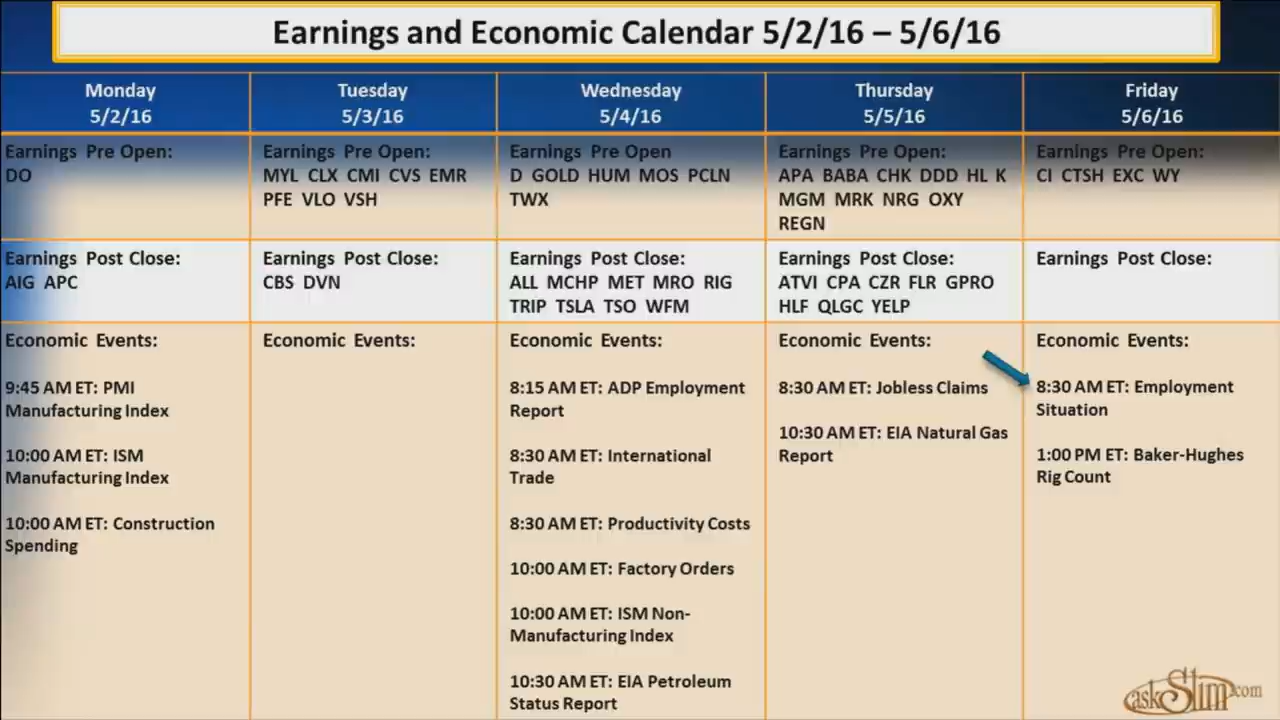 Earnings and Economic Calendar 5/2/16 – 5/6/16
Monday
5/2/16
Tuesday
5/3/16
Wednesday
5/4/16
Thursday
5/5/16
Friday
5/6/16
Earnings Pre Open:
DO
Earnings Pre Open:
MYL CLX CMI CVS EMR
PFE VLO VSH
Earnings Pre Open
D GOLD HUM MOS PCLN
TWX
Earnings Pre Open:
APA BABA CHK DDD HL K
MGM MRK NRG OXY
REGN
Earnings Pre Open:
CI CTSH EXC WY
Earnings Post Close:
AIG APC
Earnings Post Close:
CBS DVN
Earnings Post Close:
ALL MCHP MET MRO RIG
TRIP TSLA TSO WFM
Earnings Post Close:
ATVI CPA CZR FLR GPRO
HLF QLGC YELP
Earnings Post Close:
Economic Events:
9:45 AM ET: PMI
Manufacturing Index
10:00 AM ET: ISM
Manufacturing Index
10:00 AM ET: Construction
Spending
Economic Events:
Economic Events:
8:15 AM ET: ADP Employment
Report
8:30 AM ET: International
Trade
8:30 AM ET: Productivity Costs
10:00 AM ET: Factory Orders
10:00 AM ET: ISM Non-
Manufacturing Index
10:30 AM ET: EIA Petroleum
Status Report
Economic Events:
8:30 AM ET: Jobless Claims
10:30 AM ET: EIA Natural Gas
Report
Economic Events:
8:30 AM ET: Employment
Situation
1:00 PM ET: Baker-Hughes
Rig Count
askSlim.com